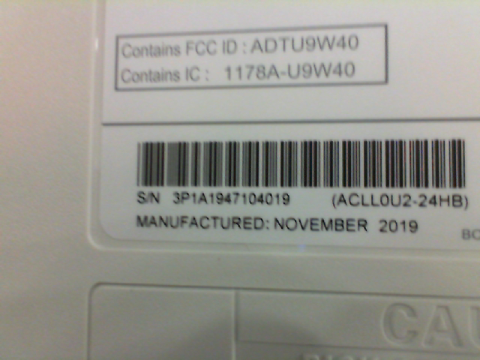 Contains FCC ID : ADTU9W40
Contains IC : 1178A-U9W40
S/N 3P1A1947104019 (ACLL0U2-24HB)
MANUFACTURED: NOVEMBER 2019